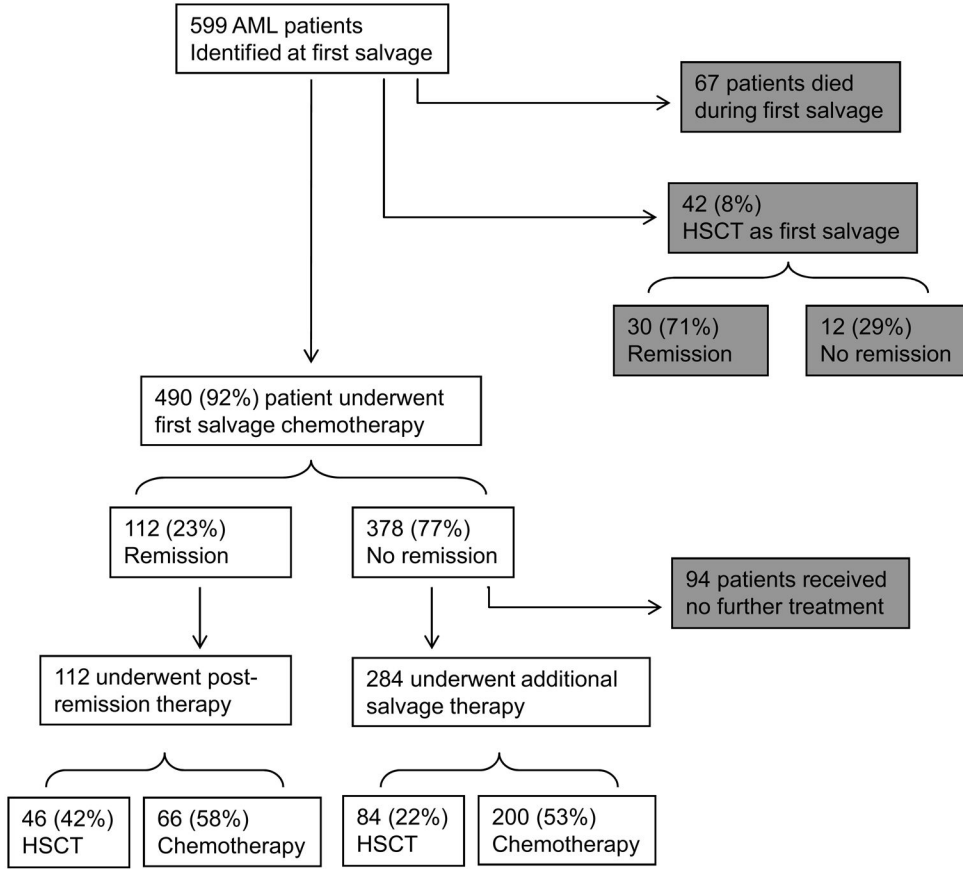 599 AML patients
Identified at first salvage
67 patients died
during first salvage
42 (8%)
HSCT as first salvage
30 (71%)
Remission
12 (29%)
No remission
490 (92%) patient underwent
first salvage chemotherapy
112 (23%)
Remission
378 (77%)
No remission
94 patients received
no further treatment
112 underwent post-
remission therapy
284 underwent additional
salvage therapy
46 (42%)
HSCT
66 (58%)
Chemotherapy
84 (22%)
HSCT
200 (53%)
Chemotherapy